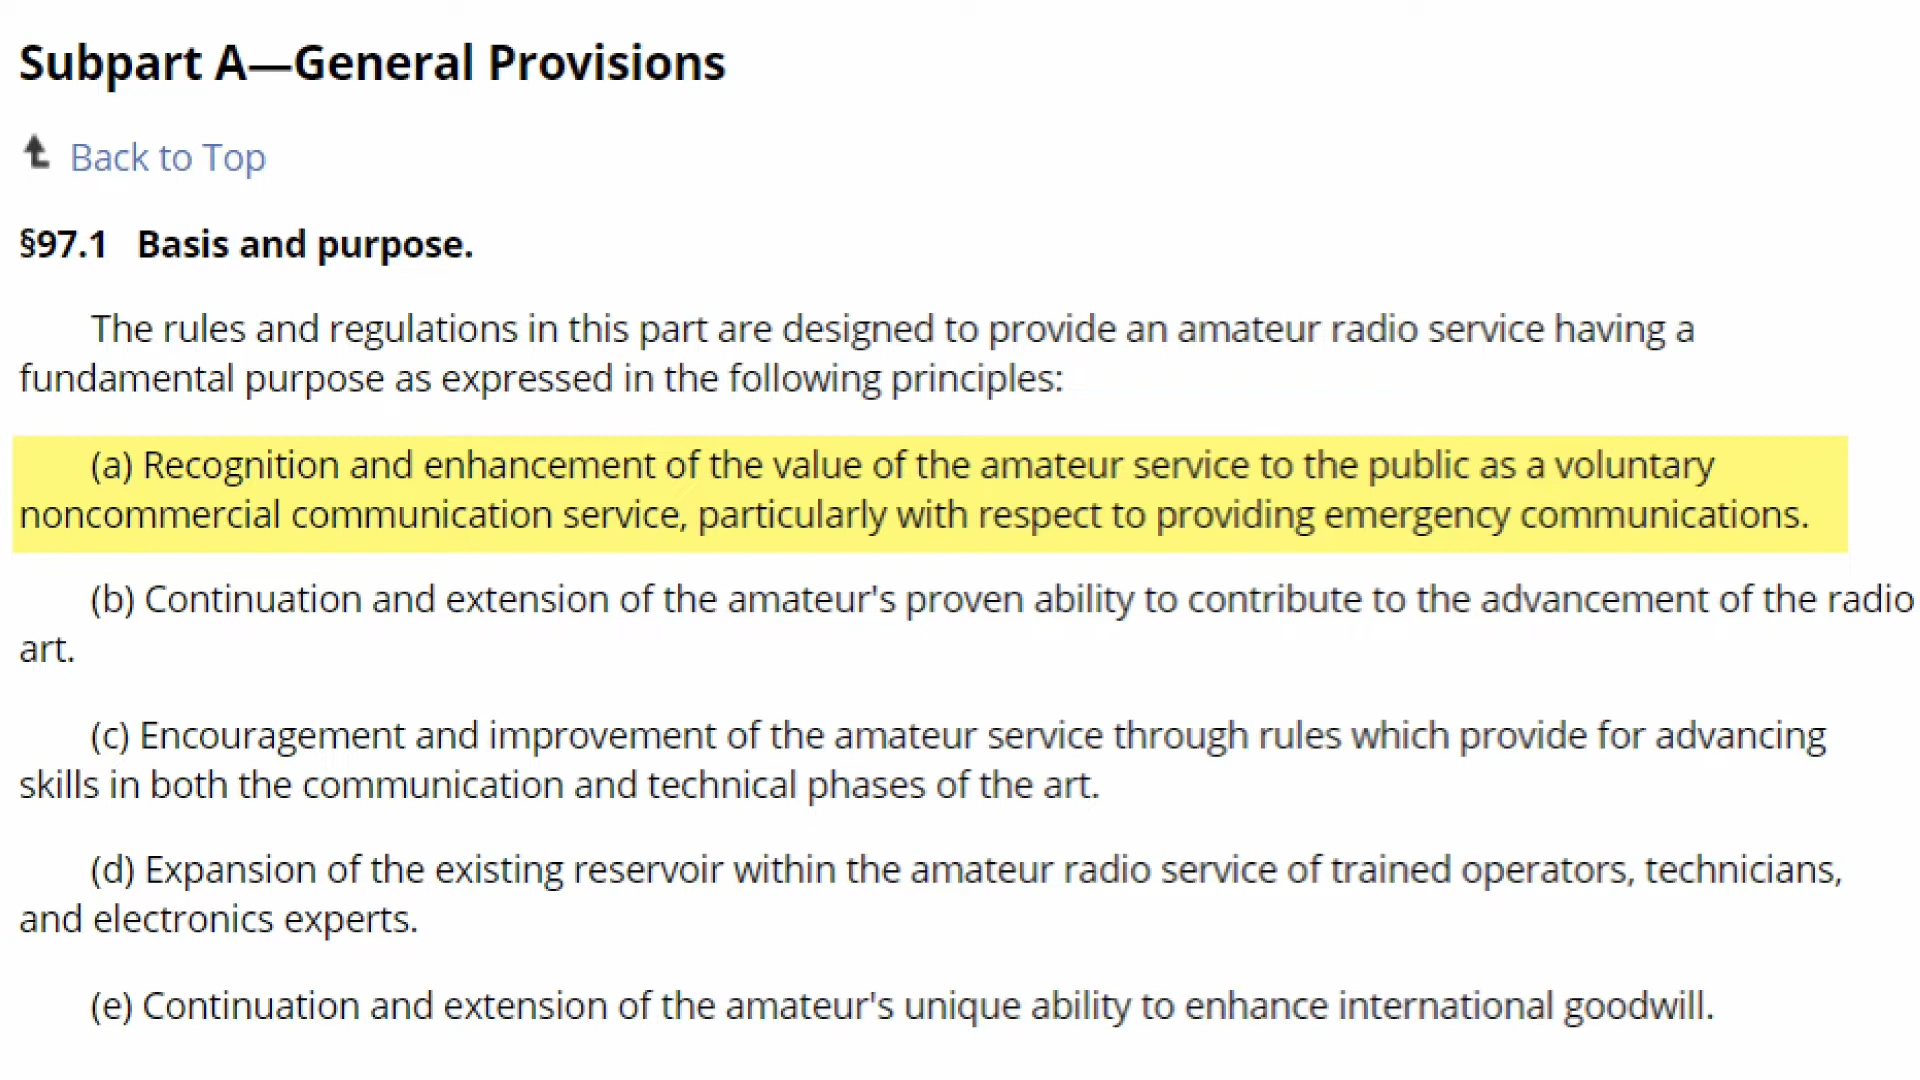 Subpart A—General Provisions
Back to Top
§97.1 Basis and purpose.
The rules and regulations in this part are designed to provide an amateur radio service having a
fundamental purpose as expressed in the following principles:
(a) Recognition and enhancement of the value of the amateur service to the public as a voluntary
noncommercial communication service, particularly with respect to providing emergency communications.
(b) Continuation and extension of the amateur's proven ability to contribute to the advancement of the radio
art.
(c) Encouragement and improvement of the amateur service through rules which provide for advancing
skills in both the communication and technical phases of the art.
(d) Expansion of the existing reservoir within the amateur radio service of trained operators, technicians,
and electronics experts.
(e) Continuation and extension of the amateur's unique ability to enhance international goodwill.